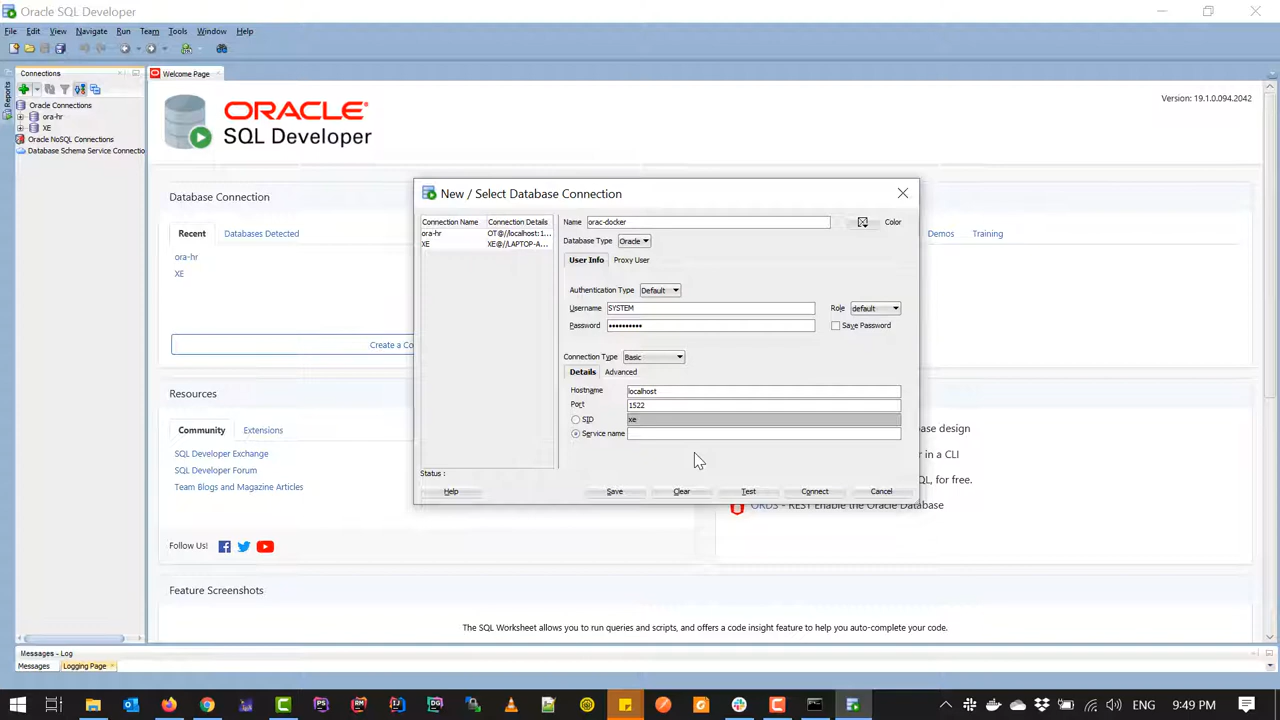 Oracle SQL Developer
File Edit View Navigate Run Team Tools Window Help
Connections
Reports
Oracle Connections
ora-hr
XE
Oracle NoSQL Connections
Database Schema Service Connectio
Welcome Page
ORACLE
SQL Developer
Version: 19.1.0.094.2042
Database Connection
Recent Databases Detected
ora-hr
XE
Create a Co
Demos Training
Resources
Community Extensions
SQL Developer Exchange
SQL Developer Forum
Team Blogs and Magazine Articles
Follow Us!
ase design
r in a CLI
QL, for free.
ORDS - REST Enable the Oracle Database
Feature Screenshots
The SQL Worksheet allows you to run queries and scripts, and offers a code insight feature to help you auto-complete your code.
New / Select Database Connection
Connection Name Connection Details
ora-hr OT@//localhost:1...
XE XE@//LAPTOP-A...
Name orac-docker Color
Database Type Oracle
User Info Proxy User
Authentication Type Default
Username SYSTEM Role default
Password •••••••••• Save Password
Connection Type Basic
Details Advanced
Hostname localhost
Port 1522
SID xe
Service name
Status :
Help Save Clear Test Connect Cancel
Messages - Log
Messages Logging Page
9:49 PM